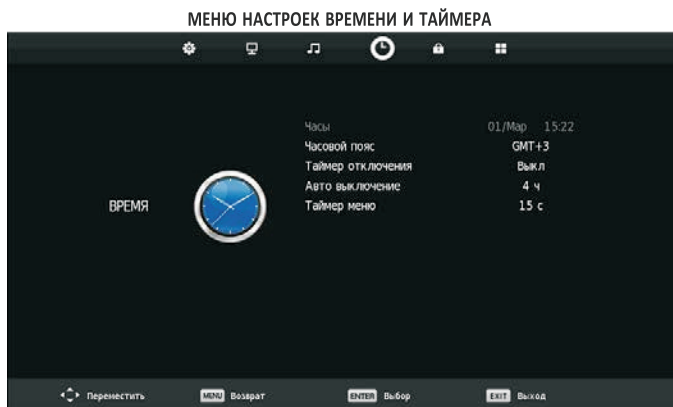 МЕНЮ НАСТРОЕК ВРЕМЕНИ И ТАЙМЕРА
Часы 01/Мар 15:22
Часовой пояс GMT+3
Таймер отключения Выкл
Авто выключение 4 ч
ВРЕМЯ
Таймер меню 15 с
Переместить MENU Возврат ENTER Выбор EXIT Выход